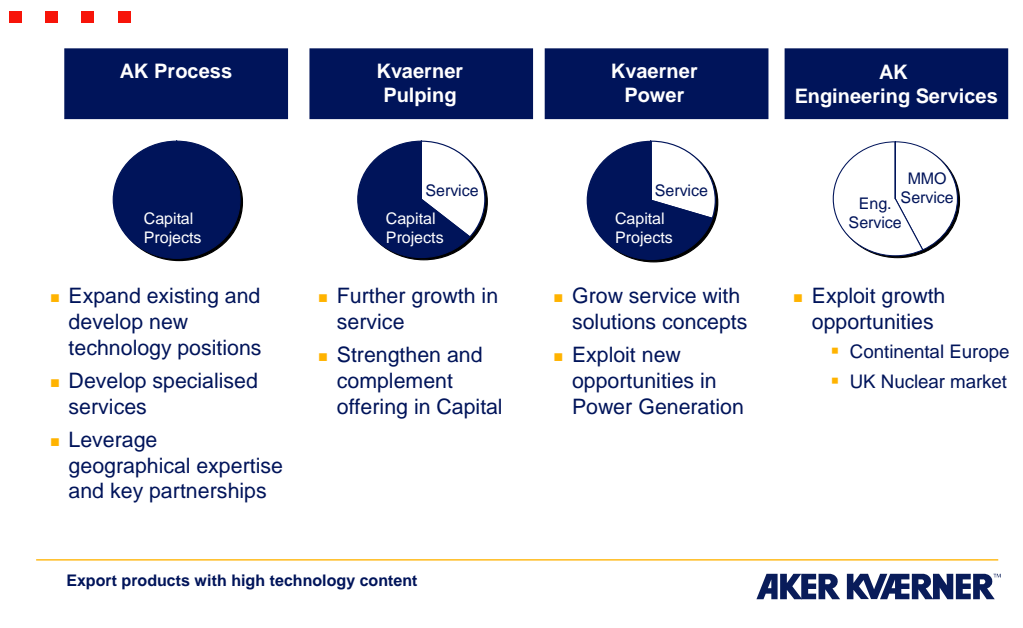 AK Process
Kvaerner
Pulping
Kvaerner
Power
AK
Engineering Services
Capital
Projects
Service
Capital
Projects
Service
Capital
Projects
MMO
Service
Eng.
Service
Expand existing and
develop new
technology positions
Develop specialised
services
Leverage
geographical expertise
and key partnerships
Further growth in
service
Strengthen and
complement
offering in Capital
Grow service with
solutions concepts
Exploit new
opportunities in
Power Generation
Exploit growth
opportunities
Continental Europe
UK Nuclear market
Export products with high technology content
AKER KVÆRNER™